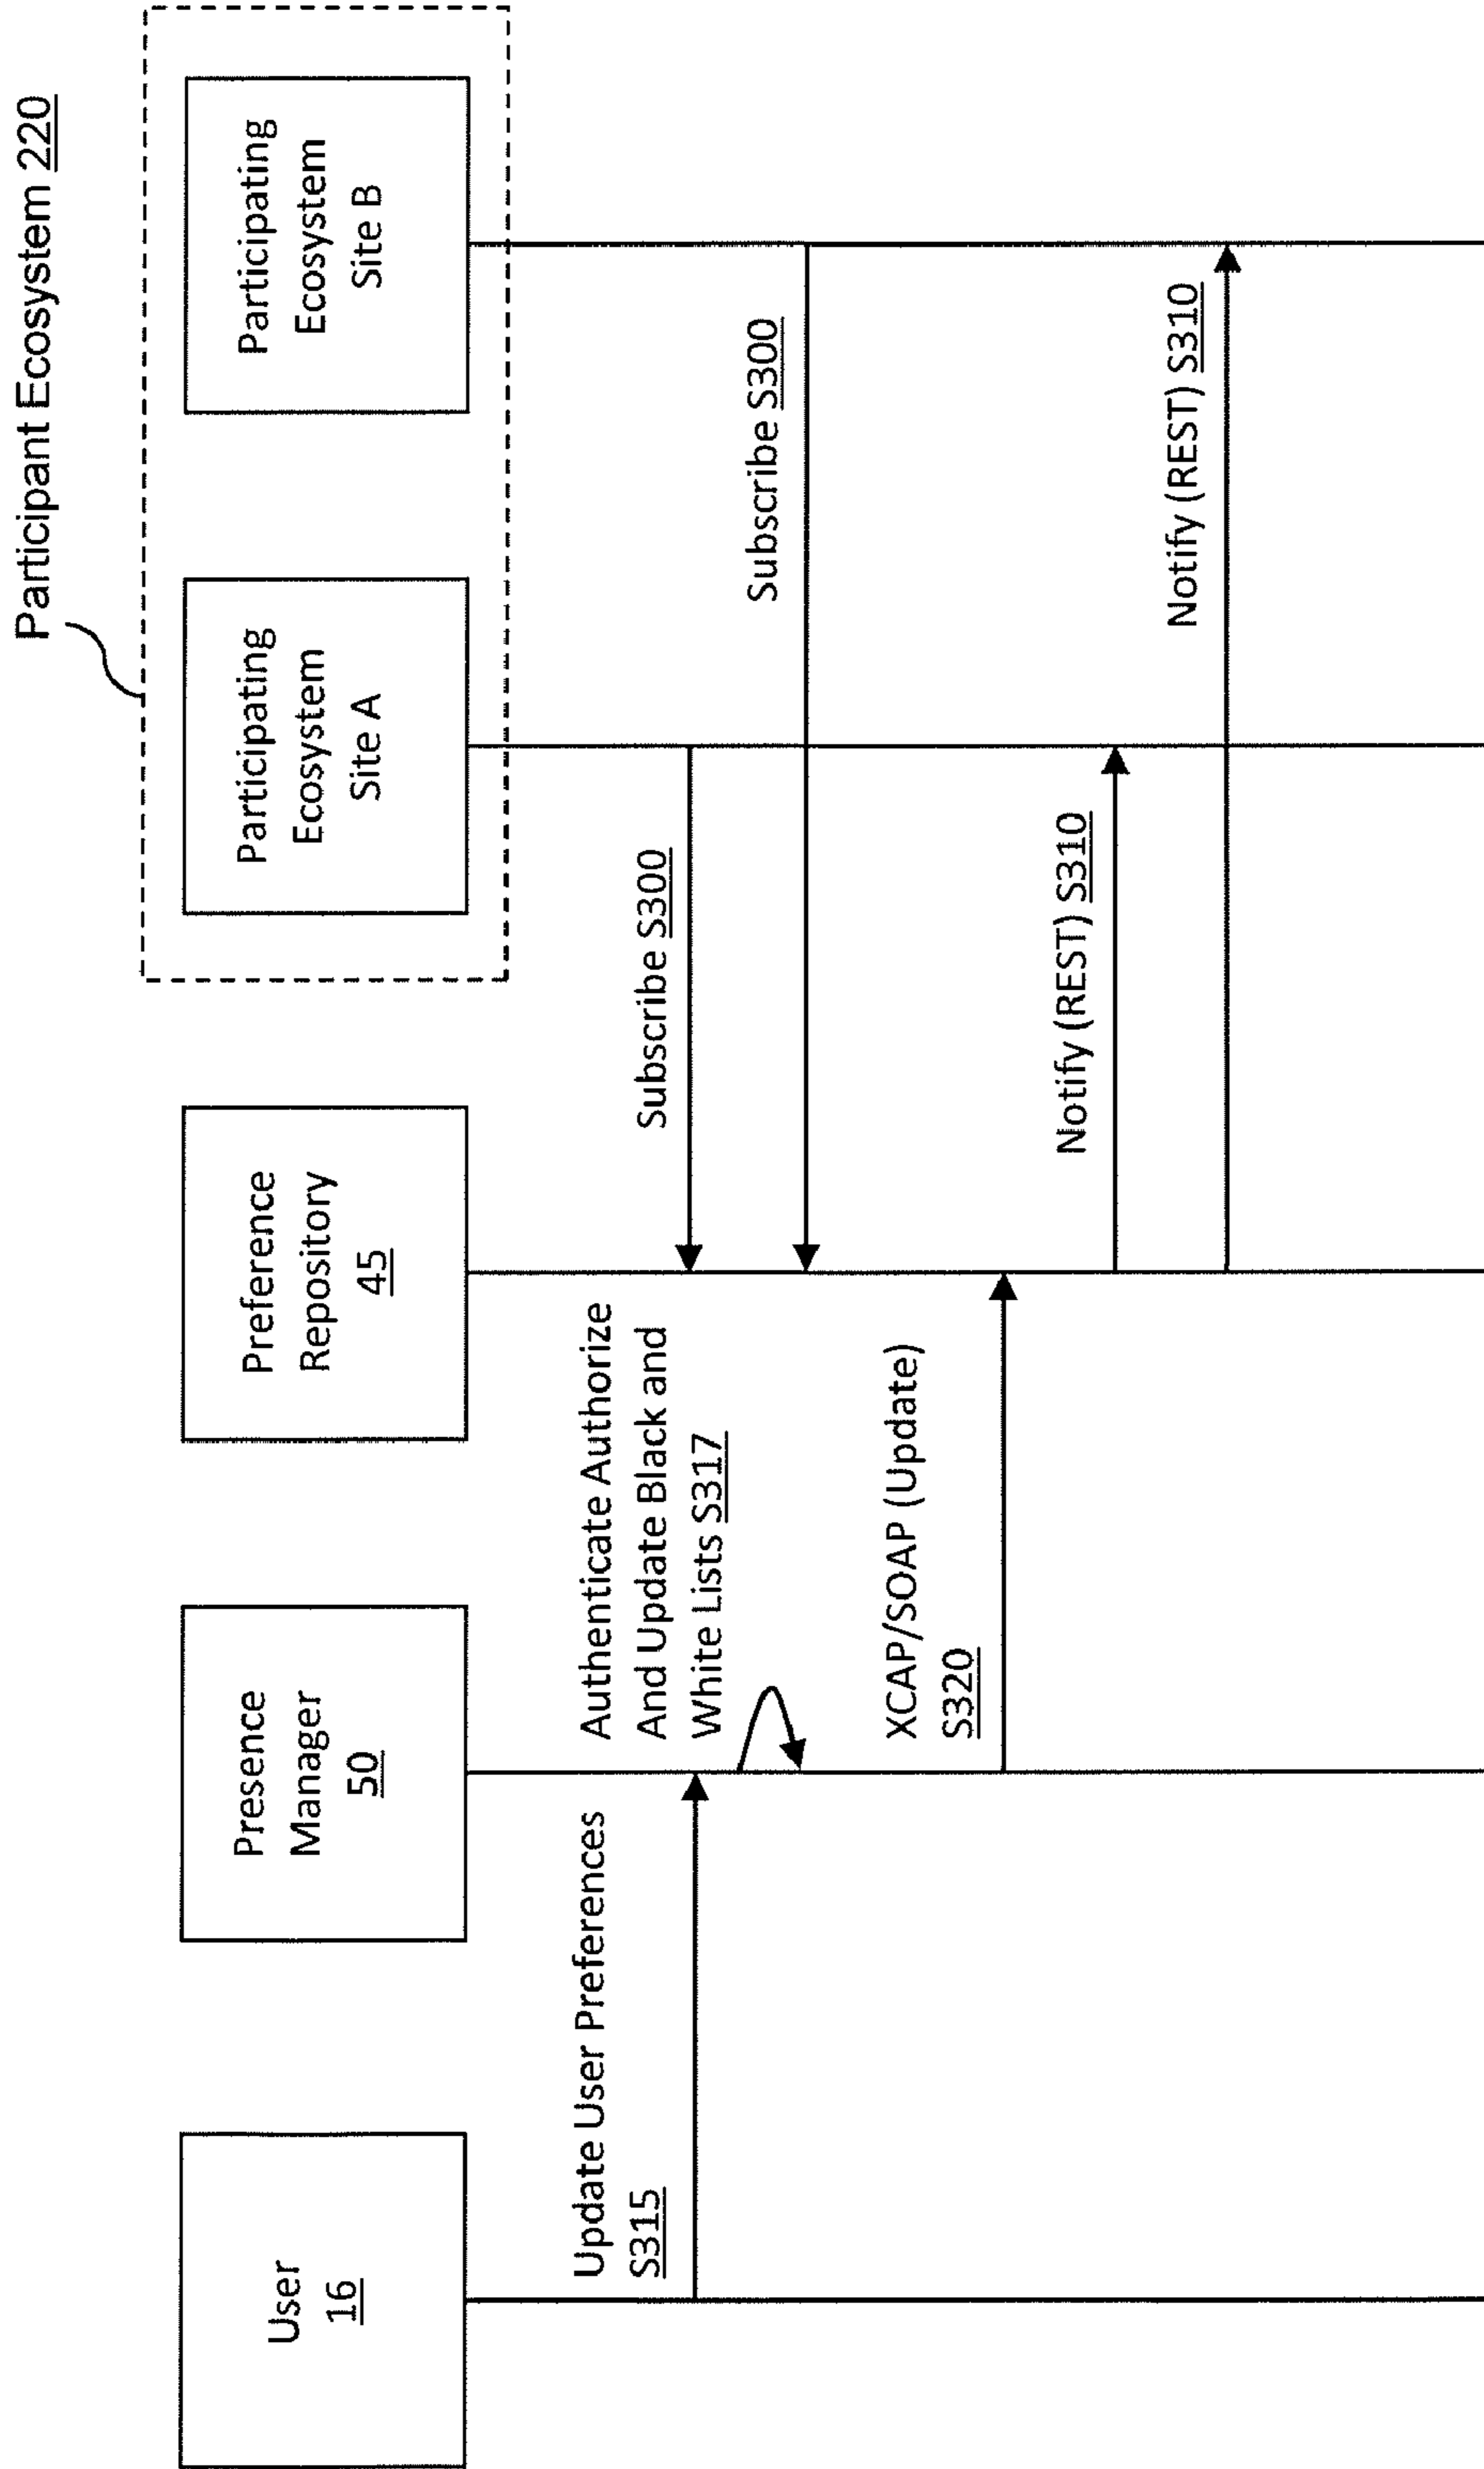 Participant Ecosystem 220
User
16
Presence
Manager
50
Preference
Repository
45
Participating
Ecosystem
Site A
Participating
Ecosystem
Site B
Update User Preferences
S315
Authenticate Authorize
And Update Black and
White Lists S317
Subscribe S300
Subscribe S300
XCAP/SOAP (Update)
S320
Notify (REST) S310
Notify (REST) S310